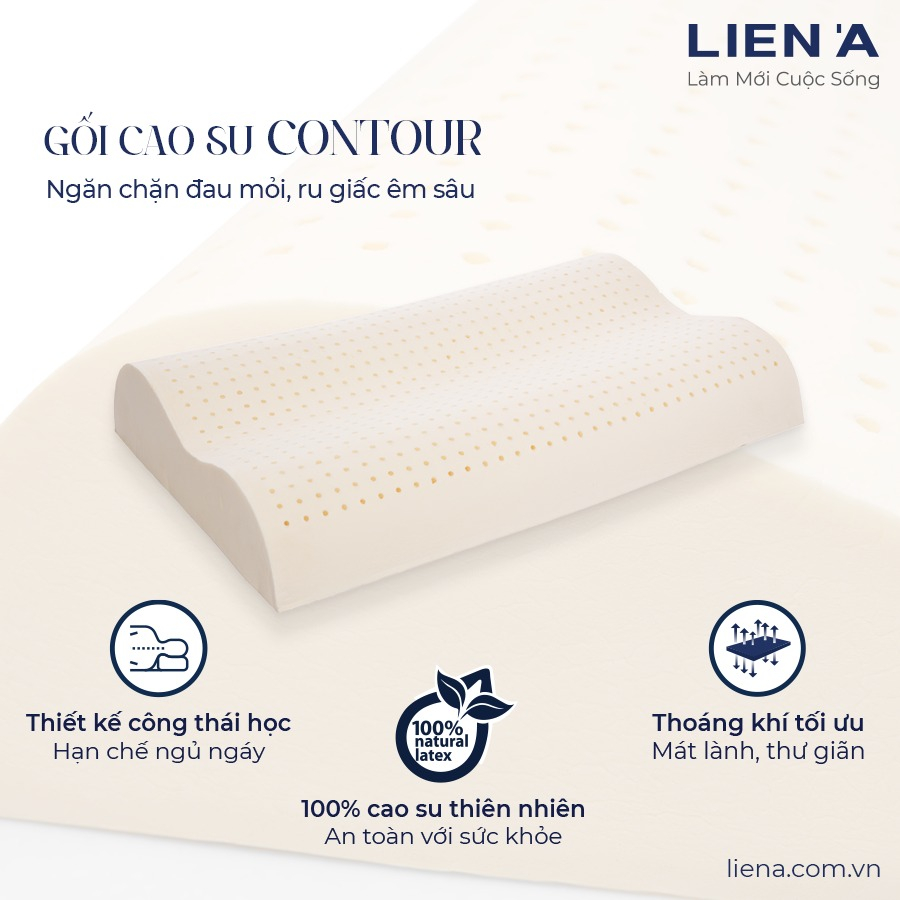 LIEN 'A
Làm Mới Cuộc Sống
GỐI CAO SU CONTOUR
Ngăn chặn đau mỏi, ru giấc êm sâu
Thiết kế công thái học
Hạn chế ngủ ngáy
100%
natural
latex
100% cao su thiên nhiên
An toàn với sức khỏe
Thoáng khí tối ưu
Mát lành, thư giãn
liena.com.vn